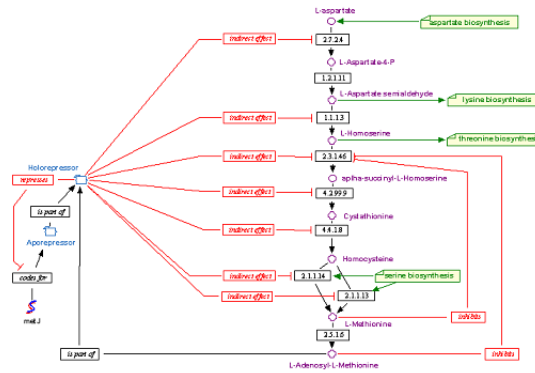 L-aspartate
aspartate biosynthesis
indirect effect
2.7.2.4
L-Aspartate-4-P
1.2.1.11
L-Aspartate semialdehyde
lysine biosynthesis
indirect effect
1.1.1.3
L-Homoserine
threonine biosynthesis
indirect effect
2.3.1.46
Holorepressor
represses
aplha-succinyl-L-Homoserine
indirect effect
4.2.99.9
is part of
Cystathionine
indirect effect
4.4.1.8
Aporepressor
Homocysteine
codes for
indirect effect
2.1.1.14
serine biosynthesis
indirect effect
2.1.1.13
met J
L-Methionine
inhibits
2.5.1.6
is part of
inhibits
L-Adenosyl-L-Methionine